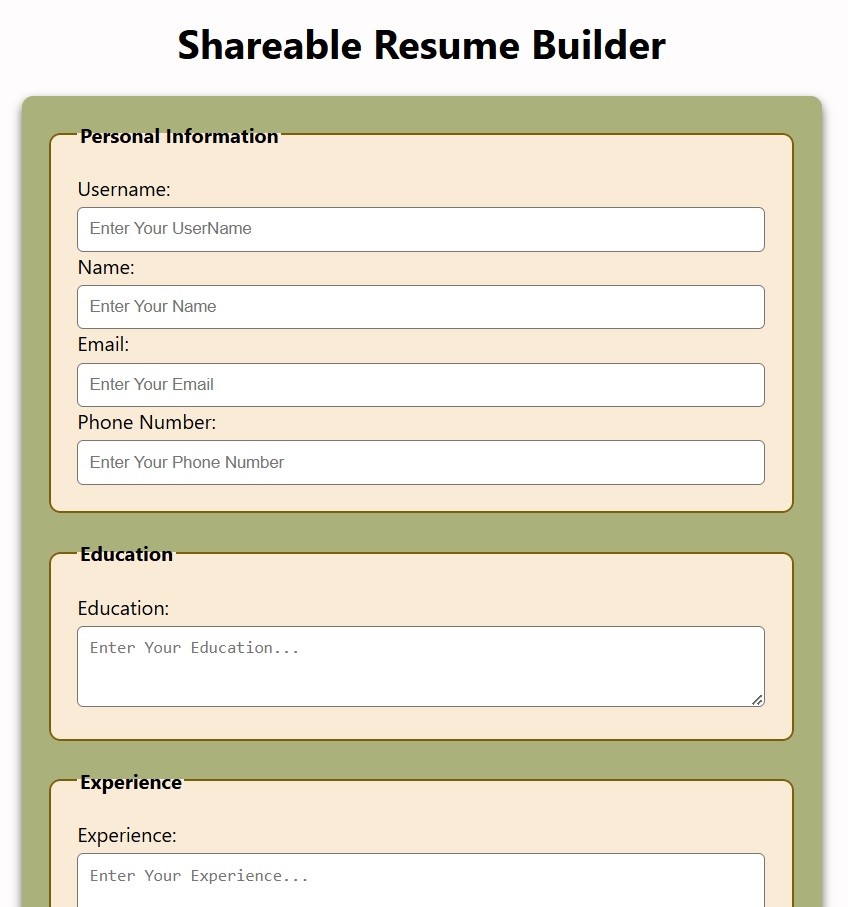 Shareable Resume Builder
Personal Information
Username:
Enter Your UserName
Name:
Enter Your Name
Email:
Enter Your Email
Phone Number:
Enter Your Phone Number
Education
Education:
Enter Your Education...
Experience
Experience:
Enter Your Experience...